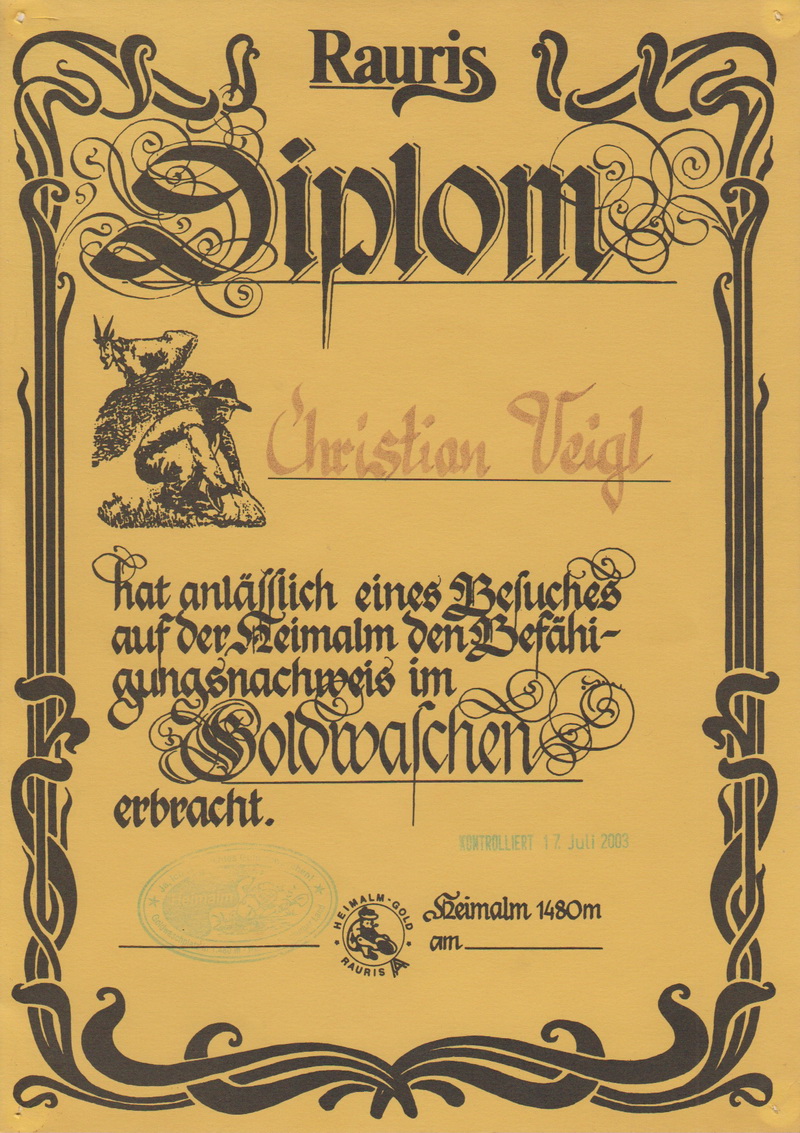 Rauris
Diplom
Christian Veigl
hat anlässlich eines Besuches
auf der Heimalm den Befähi-
gungsnachweis im
Goldwaschen
erbracht.
KONTROLLIERT 17. Juli 2003
HEIMALM-GOLD
RAURIS
Heimalm 1480m
am